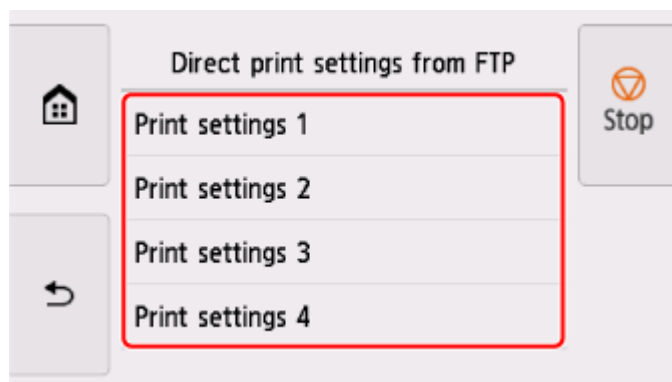 Direct print settings from FTP
Stop
Print settings 1
Print settings 2
Print settings 3
Print settings 4